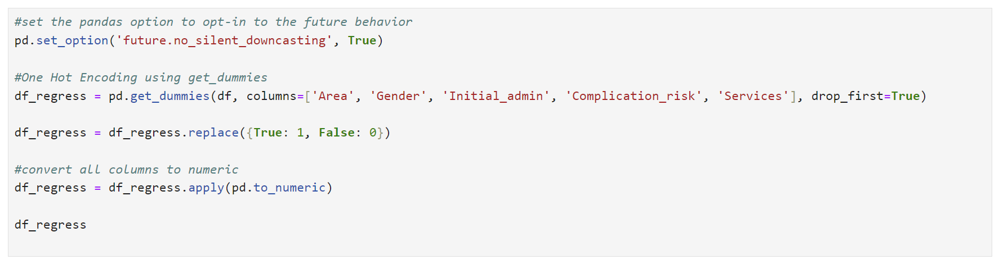 #set the pandas option to opt-in to the future behavior
pd.set_option('future.no_silent_downcasting', True)
#One Hot Encoding using get_dummies
df_regress = pd.get_dummies(df, columns=['Area', 'Gender', 'Initial_admin', 'Complication_risk', 'Services'], drop_first=True)
df_regress = df_regress.replace({True: 1, False: 0})
#convert all columns to numeric
df_regress = df_regress.apply(pd.to_numeric)
df_regress